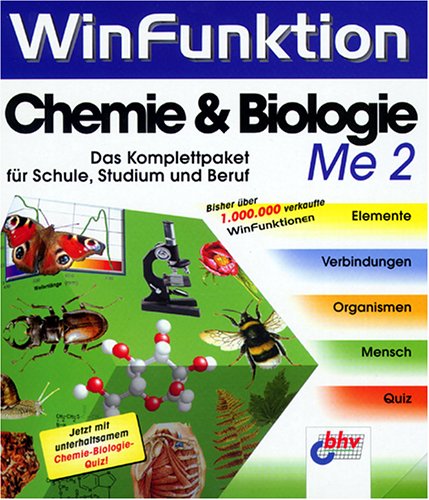 WinFunktion
Chemie & Biologie
Das Komplettpaket
für Schule, Studium und Beruf
Me 2
Bisher über
1.000.000 verkaufte
WinFunktionen
Elemente
Verbindungen
Organismen
Mensch
Quiz
Wellenlänge
Jetzt mit
unterhaltsamem
Chemie-Biologie-
Quiz!
bhv